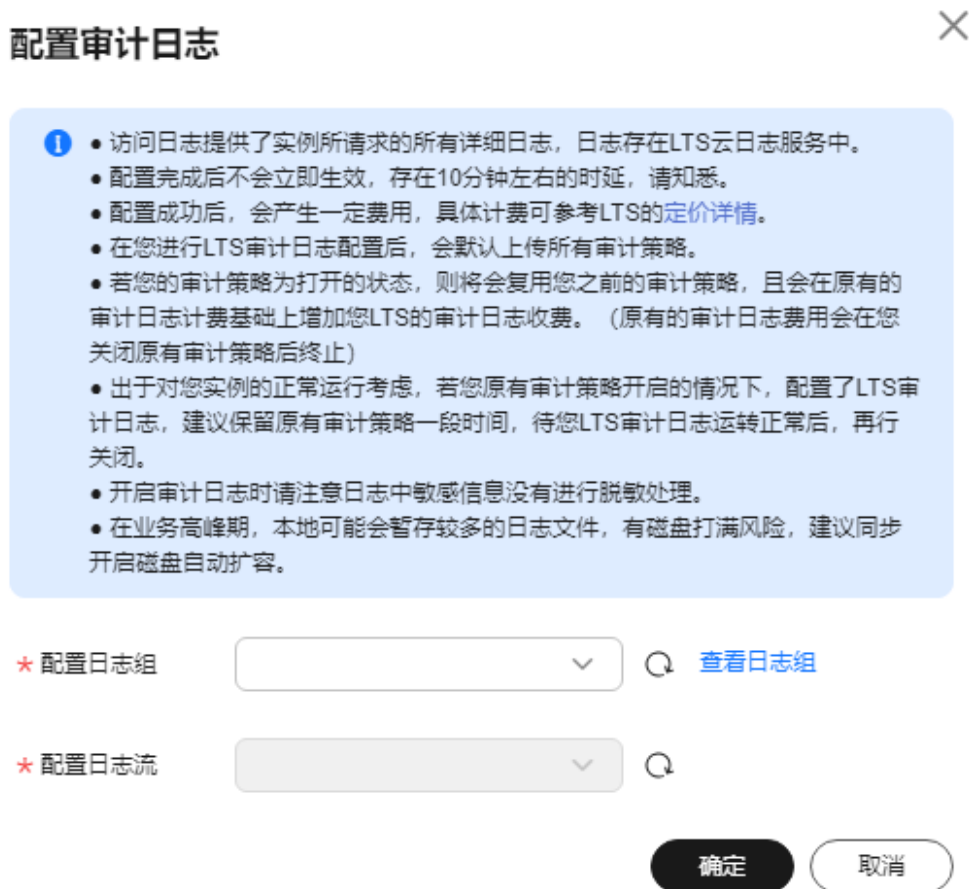 配置审计日志
● 访问日志提供了实例所请求的所有详细日志，日志存在LTS云日志服务中。
● 配置完成后不会立即生效，存在10分钟左右的时延，请知悉。
● 配置成功后，会产生一定费用，具体计费可参考LTS的定价详情。
● 在您进行LTS审计日志配置后，会默认上传所有审计策略。
● 若您的审计策略为打开的状态，则将会复用您之前的审计策略，且会在原有的
审计日志计费基础上增加您LTS的审计日志收费。（原有的审计日志费用会在您
关闭原有审计策略后终止）
● 出于对您实例的正常运行考虑，若您原有审计策略开启的情况下，配置了LTS审
计日志，建议保留原有审计策略一段时间，待您LTS审计日志运转正常后，再行
关闭。
● 开启审计日志时请注意日志中敏感信息没有进行脱敏处理。
● 在业务高峰期，本地可能会暂存较多的日志文件，有磁盘打满风险，建议同步
开启磁盘自动扩容。
* 配置日志组 查看日志组
* 配置日志流
确定 取消